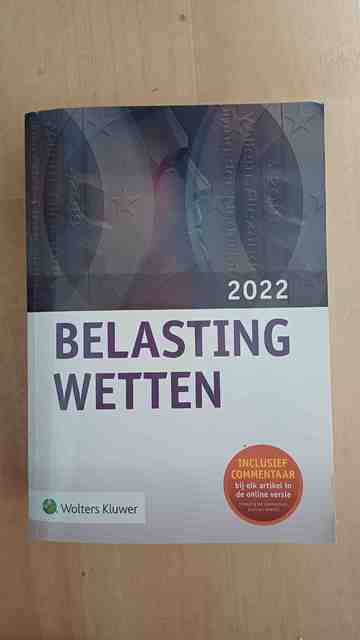 2022
BELASTING
WETTEN
INCLUSIEF
COMMENTAAR
bij elk artikel in
de online versie
Wolters Kluwer